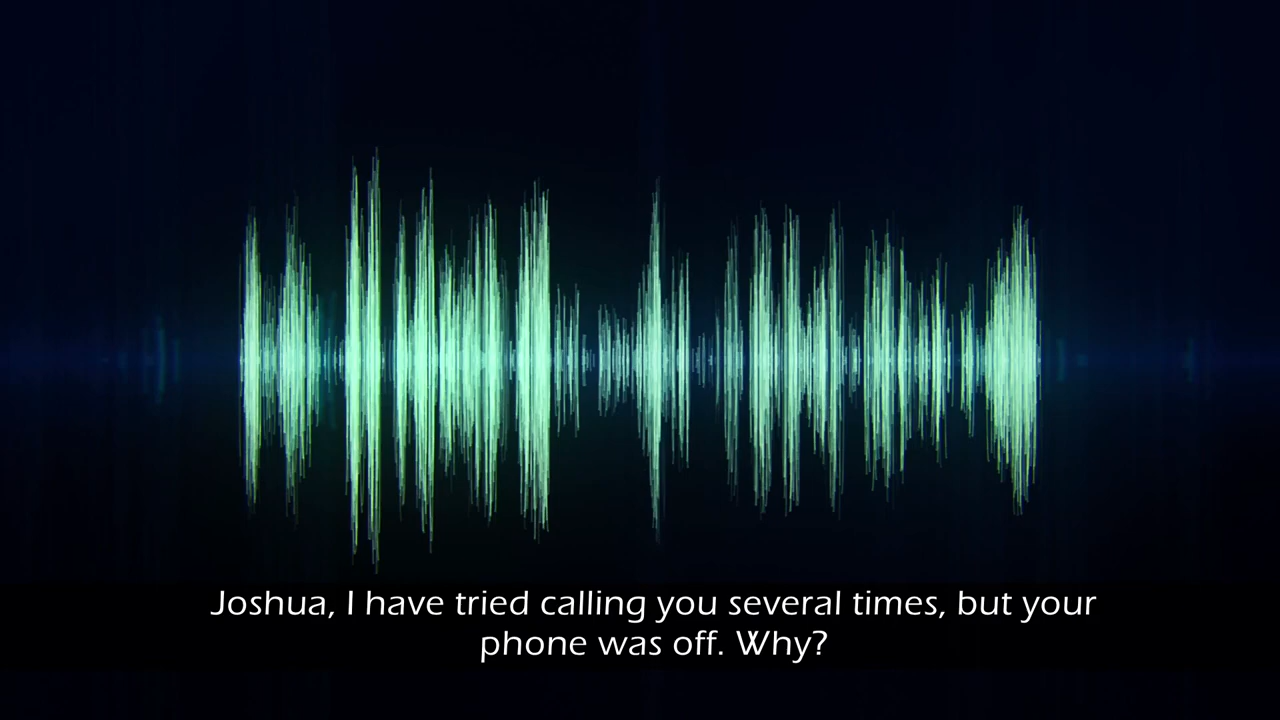 Joshua, I have tried calling you several times, but your
phone was off. Why?